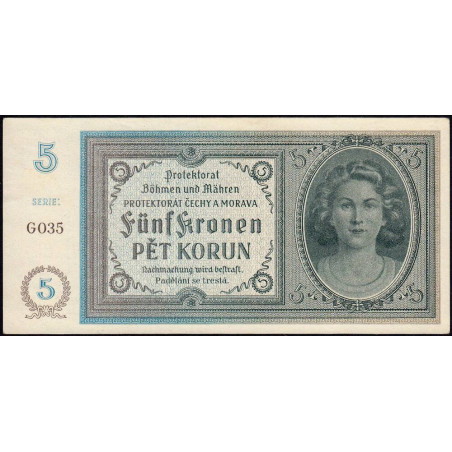 5
SERIE:
G035
5
5 5
Protektorat
Böhmen und Mähren
PROTEKTORÁT ČECHY A MORAVA
Fünf Kronen
PĚT KORUN
Nachmachung wird bestraft.
Padělání se trestá.
5 5
5 5